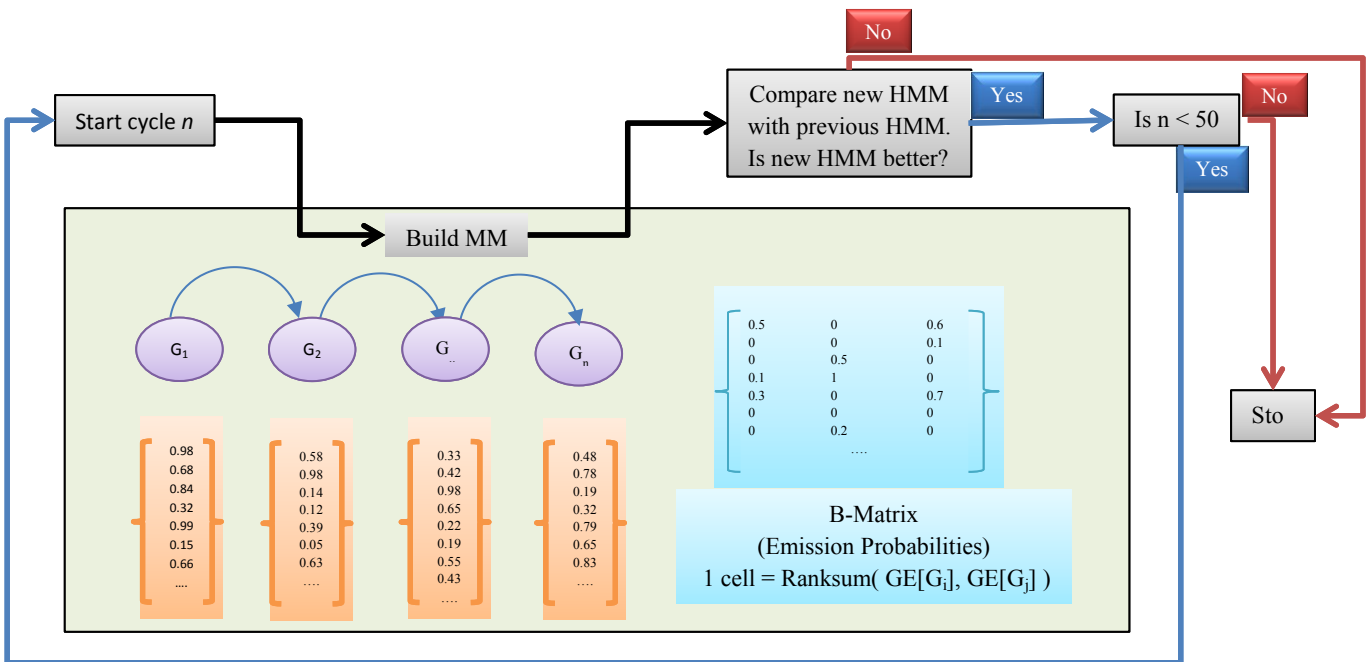 No
Start cycle n
Compare new HMM
with previous HMM.
Is new HMM better?
Yes
Is n < 50
No
Yes
Build MM
Sto
G1
G2
G..
Gn
0.98
0.68
0.84
0.32
0.99
0.15
0.66
....
0.58
0.98
0.14
0.12
0.39
0.05
0.63
....
0.33
0.42
0.98
0.65
0.22
0.19
0.55
0.43
....
0.48
0.78
0.19
0.32
0.79
0.65
0.83
....
0.5 0 0.6
0 0 0.1
0 0.5 0
0.1 1 0
0.3 0 0.7
0 0 0
0 0.2 0
....
B-Matrix
(Emission Probabilities)
1 cell = Ranksum( GE[Gi], GE[Gj] )